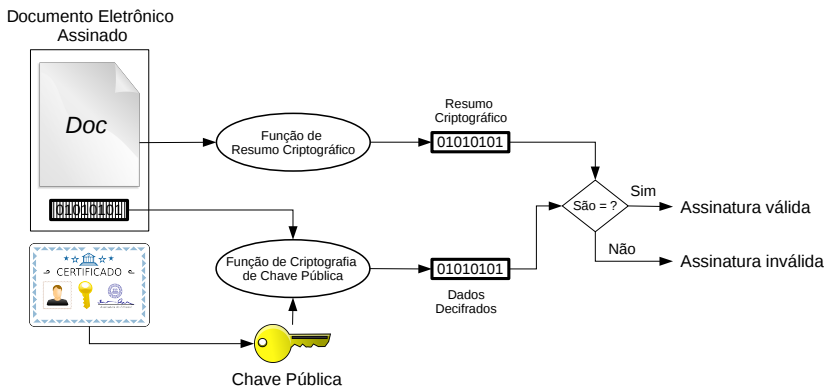 Documento Eletrônico
Assinado
Doc
01010101
Função de
Resumo Criptográfico
Resumo
Criptográfico
01010101
São = ?
Sim
Assinatura válida
Não
Assinatura inválida
CERTIFICADO
Função de Criptografia
de Chave Pública
01010101
Dados
Decifrados
Chave Pública